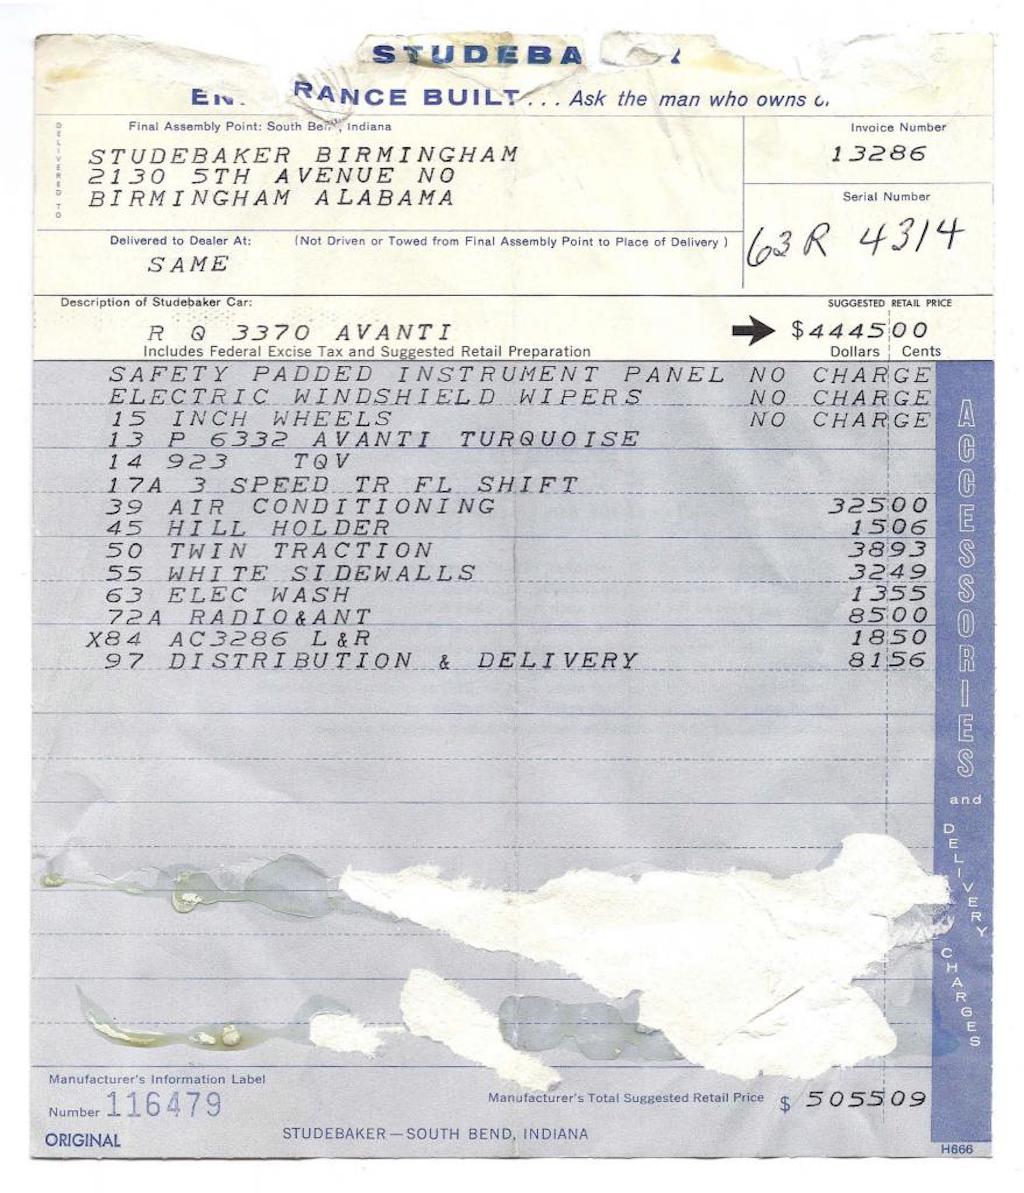 STUDEBA
RANCE BUILT... Ask the man who owns
Final Assembly Point: South Ben , Indiana
Invoice Number
DELIVERED TO
STUDEBAKER BIRMINGHAM
13286
2130 5TH AVENUE NO
BIRMINGHAM ALABAMA
Serial Number
63R 4314
Delivered to Dealer At: (Not Driven or Towed from Final Assembly Point to Place of Delivery )
SAME
Description of Studebaker Car:
SUGGESTED RETAIL PRICE
R Q 3370 AVANTI
$444500
Includes Federal Excise Tax and Suggested Retail Preparation
Dollars Cents
SAFETY PADDED INSTRUMENT PANEL NO CHARGE
ELECTRIC WINDSHIELD WIPERS NO CHARGE
15 INCH WHEELS NO CHARGE
13 P 6332 AVANTI TURQUOISE
14 923 TQV
17A 3 SPEED TR FL SHIFT
39 AIR CONDITIONING 32500
45 HILL HOLDER 1506
50 TWIN TRACTION 3893
55 WHITE SIDEWALLS 3249
63 ELEC WASH 1355
72A RADIO&ANT 8500
X84 AC3286 L&R 1850
97 DISTRIBUTION & DELIVERY 8156
ACCESSORIES
and
DELIVERY CHARGES
Manufacturer's Information Label
Number 116479
Manufacturer's Total Suggested Retail Price $ 505509
ORIGINAL
STUDEBAKER—SOUTH BEND, INDIANA
H666